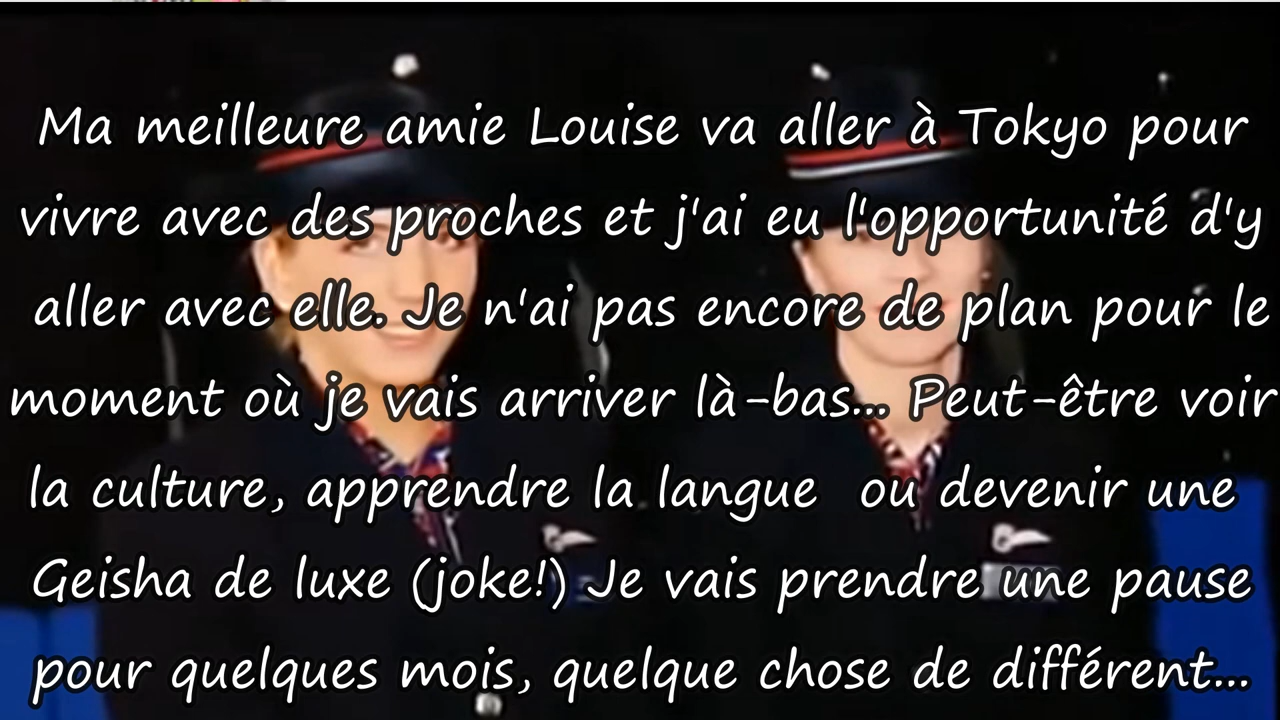 Ma meilleure amie Louise va aller à Tokyo pour
vivre avec des proches et j'ai eu l'opportunité d'y
aller avec elle. Je n'ai pas encore de plan pour le
moment où je vais arriver là-bas... Peut-être voir
la culture, apprendre la langue ou devenir une
Geisha de luxe (joke!) Je vais prendre une pause
pour quelques mois, quelque chose de différent...